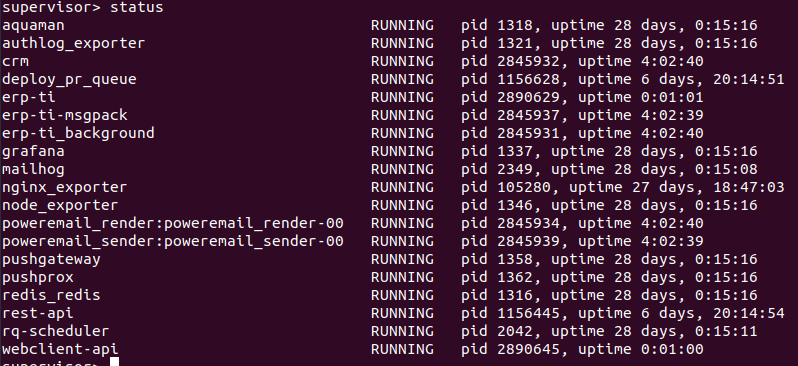 supervisor> status
aquaman RUNNING pid 1318, uptime 28 days, 0:15:16
authlog_exporter RUNNING pid 1321, uptime 28 days, 0:15:16
crm RUNNING pid 2845932, uptime 4:02:40
deploy_pr_queue RUNNING pid 1156628, uptime 6 days, 20:14:51
erp-ti RUNNING pid 2890629, uptime 0:01:01
erp-ti-msgpack RUNNING pid 2845937, uptime 4:02:39
erp-ti_background RUNNING pid 2845931, uptime 4:02:40
grafana RUNNING pid 1337, uptime 28 days, 0:15:16
mailhog RUNNING pid 2349, uptime 28 days, 0:15:08
nginx_exporter RUNNING pid 105280, uptime 27 days, 18:47:03
node_exporter RUNNING pid 1346, uptime 28 days, 0:15:16
poweremail_render:poweremail_render-00 RUNNING pid 2845934, uptime 4:02:40
poweremail_sender:poweremail_sender-00 RUNNING pid 2845939, uptime 4:02:39
pushgateway RUNNING pid 1358, uptime 28 days, 0:15:16
pushprox RUNNING pid 1362, uptime 28 days, 0:15:16
redis_redis RUNNING pid 1316, uptime 28 days, 0:15:16
rest-api RUNNING pid 1156445, uptime 6 days, 20:14:54
rq-scheduler RUNNING pid 2042, uptime 28 days, 0:15:11
webclient-api RUNNING pid 2890645, uptime 0:01:00
supervisor>